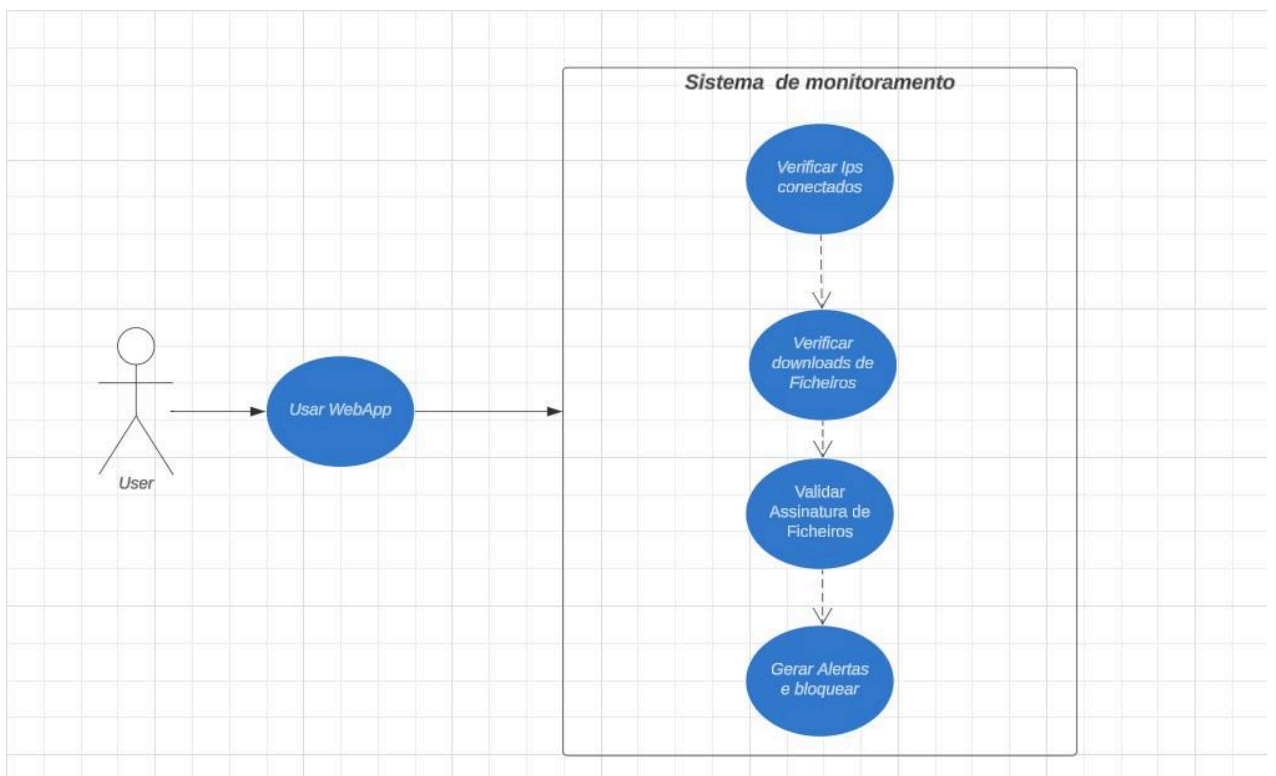 Sistema de monitoramento
Verificar Ips
conectados
Verificar
downloads de
Ficheiros
Usar WebApp
User
Validar
Assinatura de
Ficheiros
Gerar Alertas
e bloquear